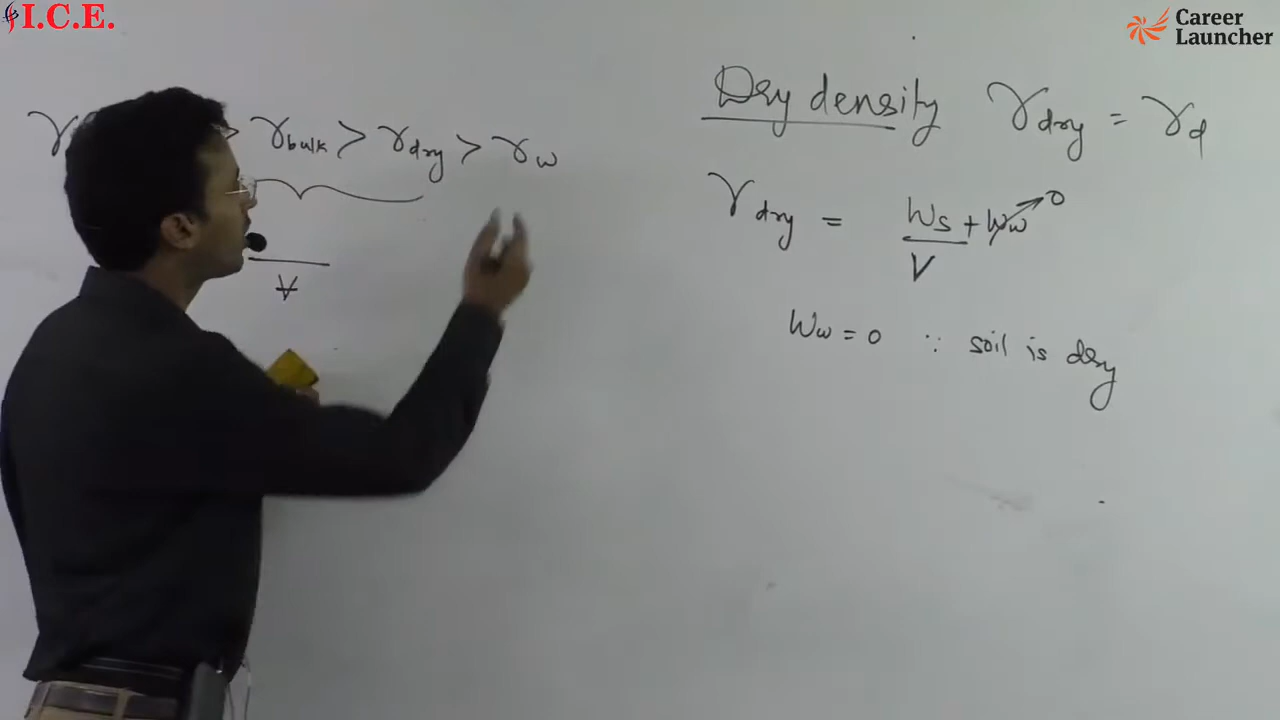 I.C.E.
Career
Launcher
γ > γbulk > γdry > γw
V
Dry density γdry = γd
γdry = Ws + Ww → 0
V
Ww = 0 ∵ soil is dry